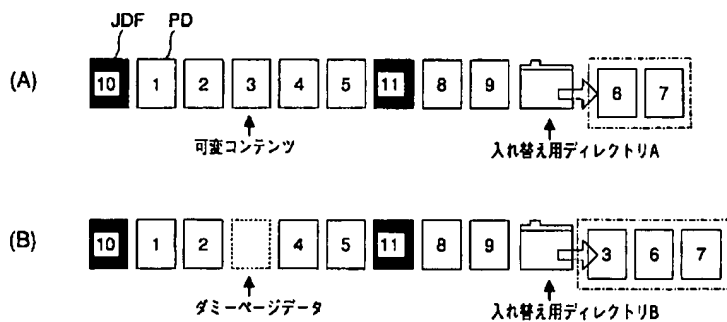 JDF PD
(A) 10 1 2 3 4 5 11 8 9 6 7
可変コンテンツ 入れ替え用ディレクトリA
(B) 10 1 2 4 5 11 8 9 3 6 7
ダミーページデータ 入れ替え用ディレクトリB